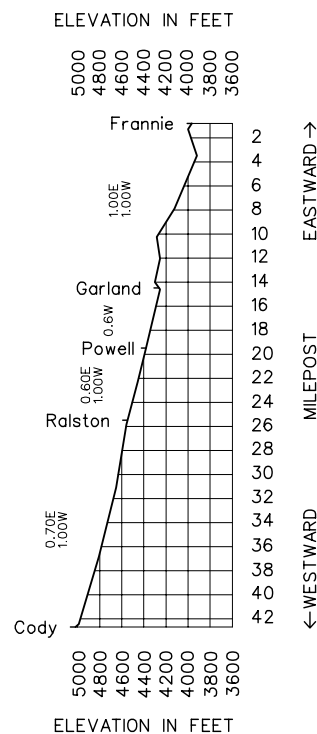 ELEVATION IN FEET
5000 4800 4600 4400 4200 4000 3800 3600
Frannie
2
4
6
8
10
12
14
16
18
20
22
24
26
28
30
32
34
36
38
40
42
EASTWARD→
MILEPOST
←WESTWARD
1.00E
1.00W
Garland
0.6W
Powell
0.60E
1.00W
Ralston
0.70E
1.00W
Cody
5000 4800 4600 4400 4200 4000 3800 3600
ELEVATION IN FEET